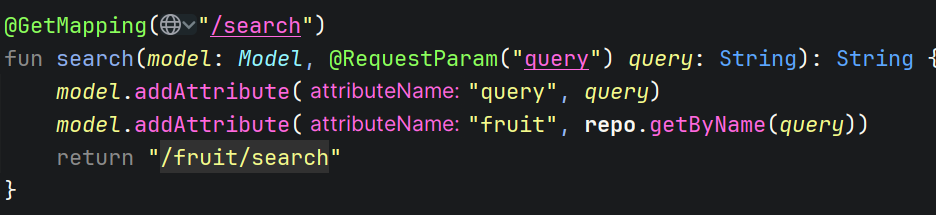 @GetMapping("/search")
fun search(model: Model, @RequestParam("query") query: String): String {
    model.addAttribute( attributeName: "query", query)
    model.addAttribute( attributeName: "fruit", repo.getByName(query))
    return "/fruit/search"
}